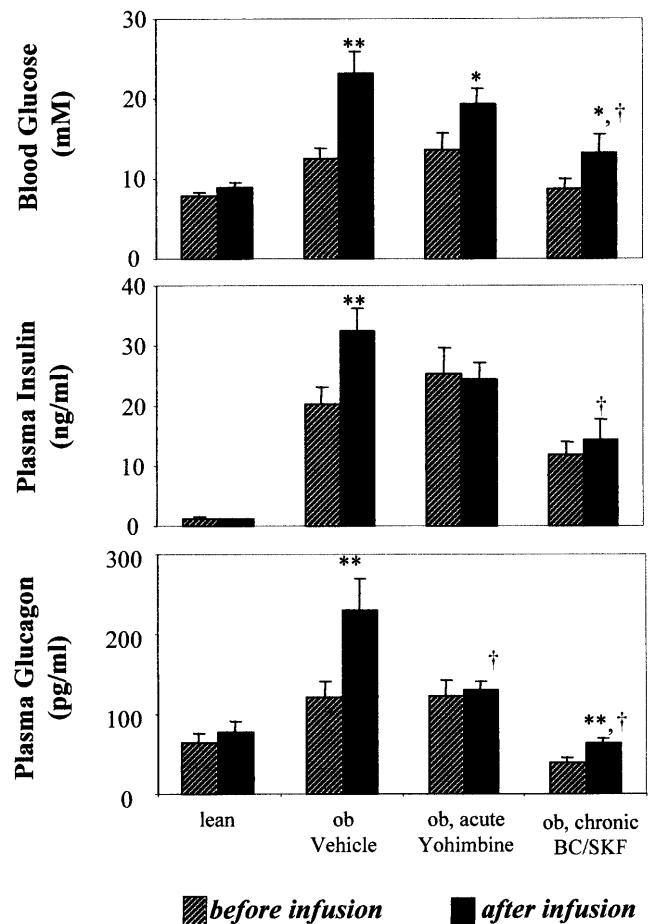 Blood Glucose
(mM)
30
20
10
0
**
*
*, †
Plasma Insulin
(ng/ml)
40
30
20
10
0
**
†
Plasma Glucagon
(pg/ml)
300
200
100
0
**
†
**, †
lean
ob
Vehicle
ob, acute
Yohimbine
ob, chronic
BC/SKF
before infusion
after infusion